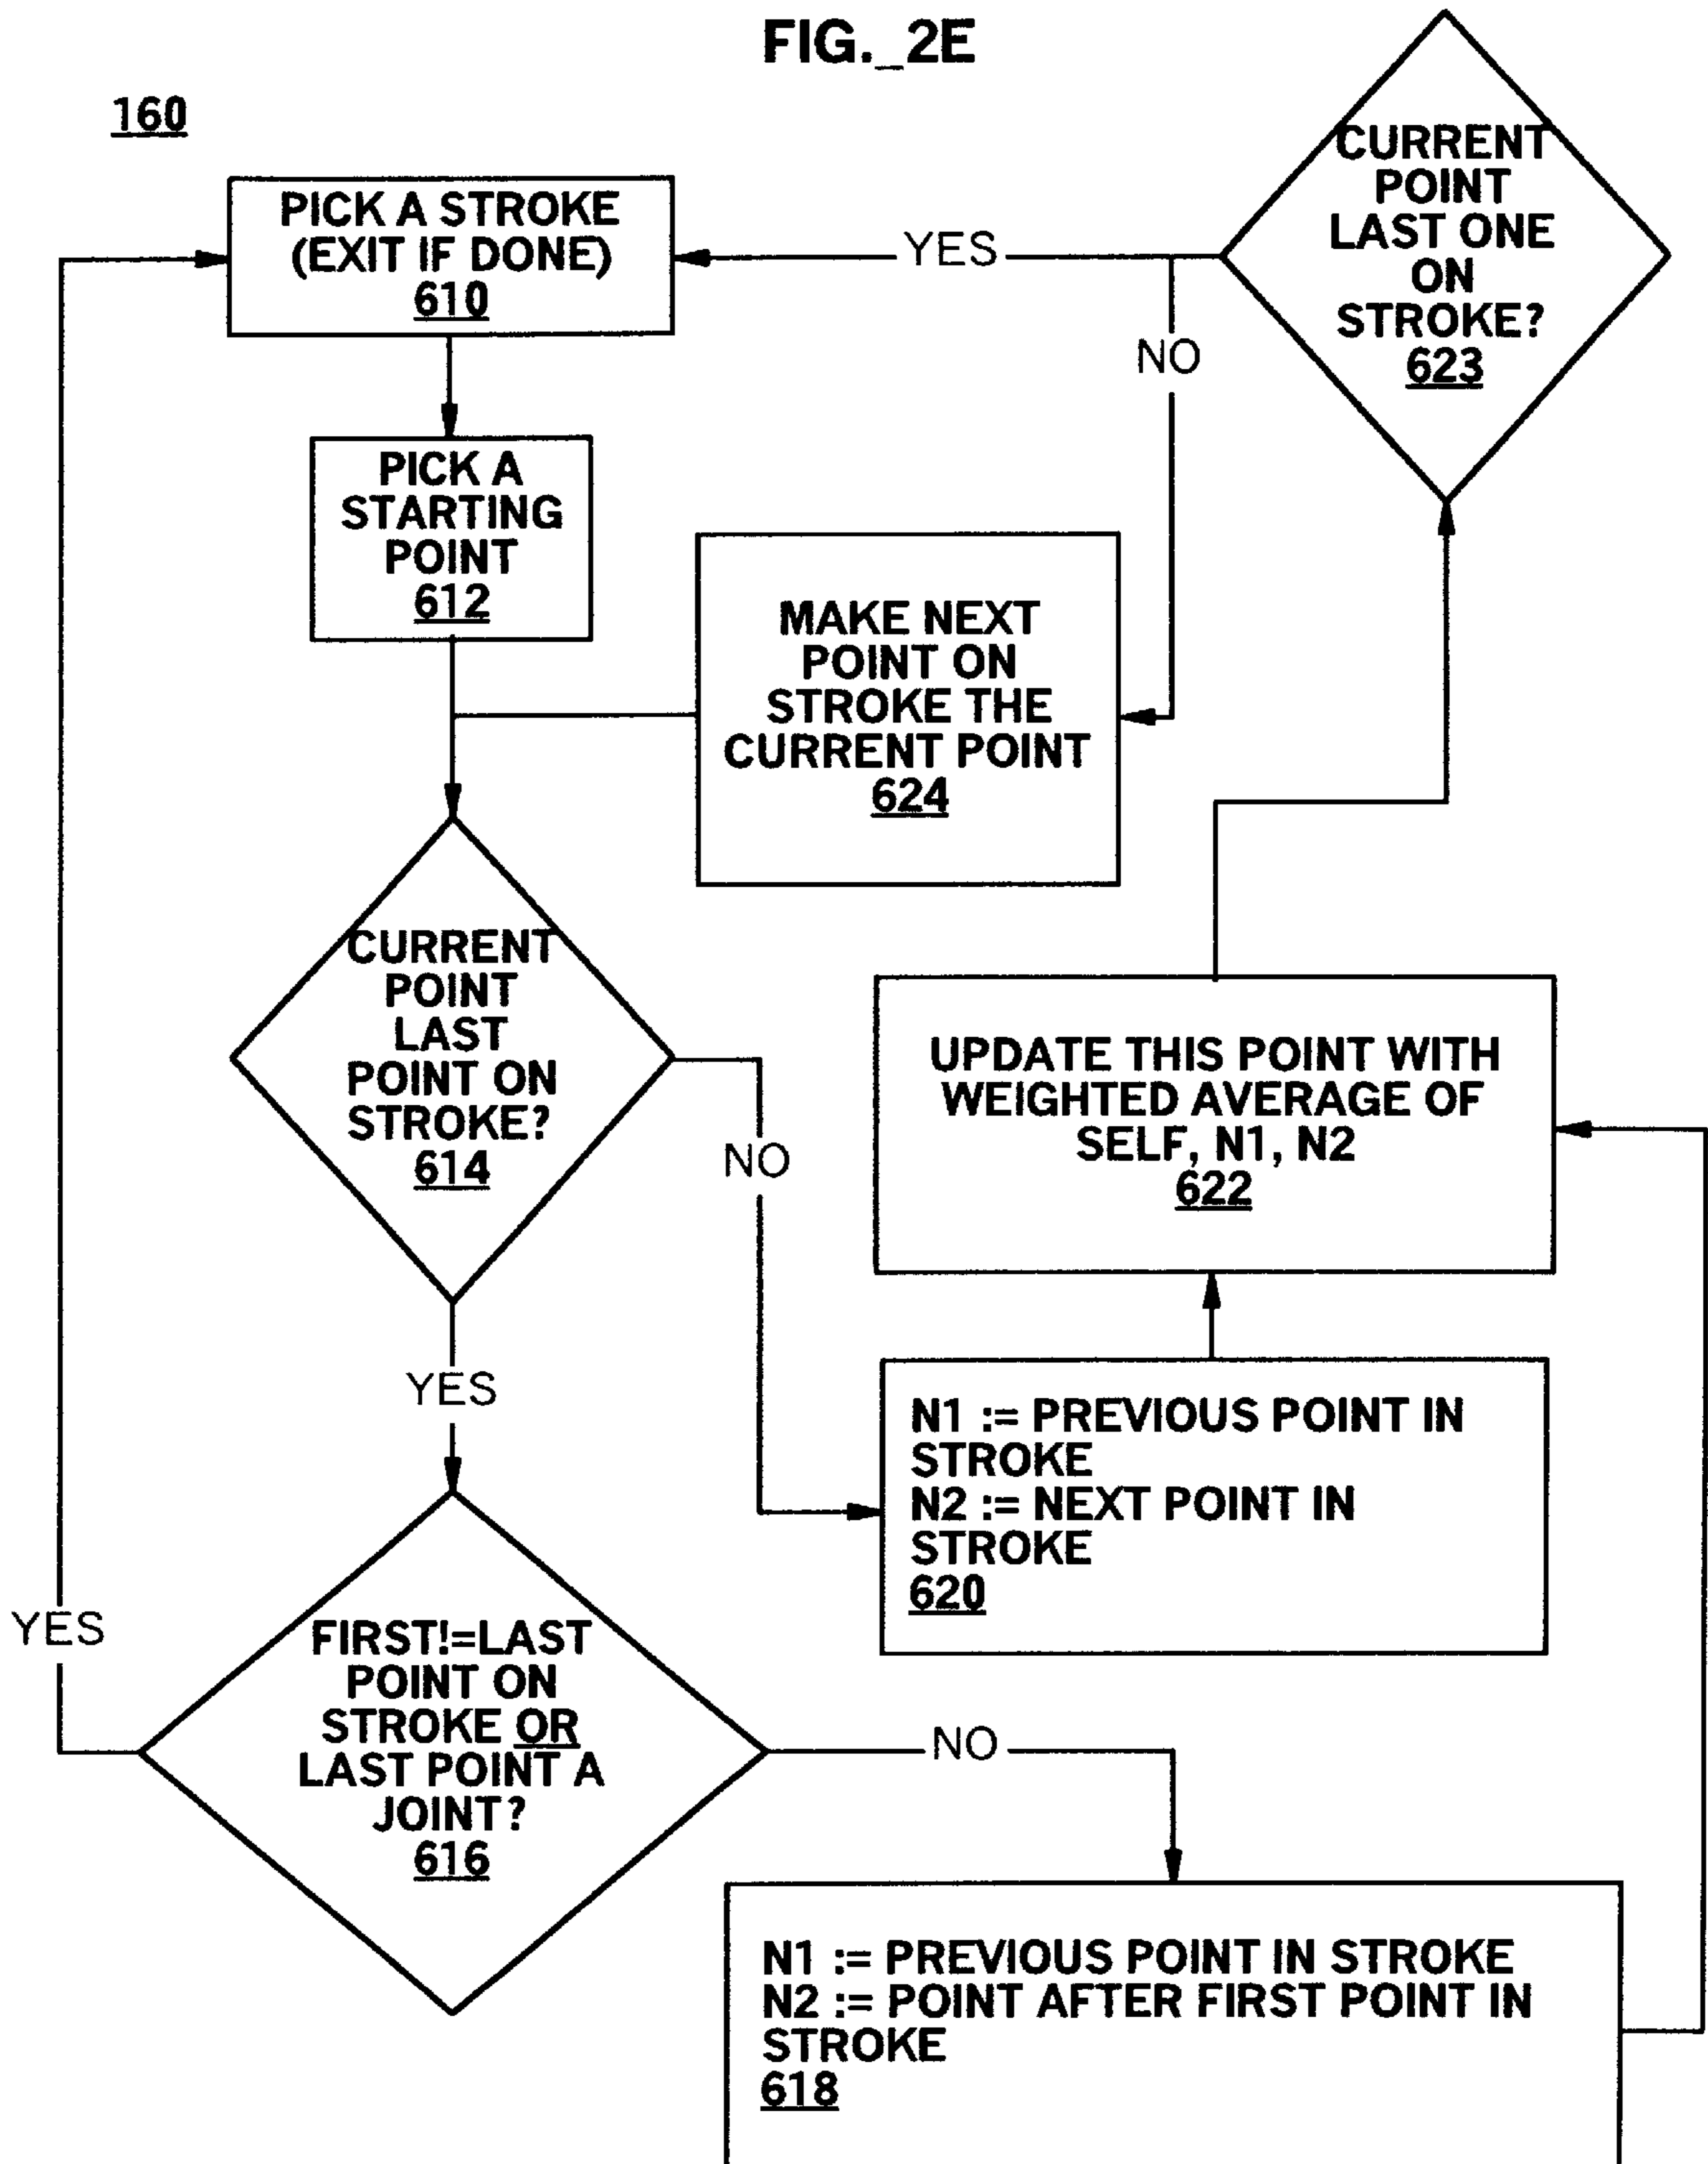 FIG._2E
160
PICK A STROKE
(EXIT IF DONE)
610
YES
NO
CURRENT
POINT
LAST ONE
ON
STROKE?
623
PICK A
STARTING
POINT
612
MAKE NEXT
POINT ON
STROKE THE
CURRENT POINT
624
CURRENT
POINT
LAST
POINT ON
STROKE?
614
NO
YES
UPDATE THIS POINT WITH
WEIGHTED AVERAGE OF
SELF, N1, N2
622
N1 := PREVIOUS POINT IN
STROKE
N2 := NEXT POINT IN
STROKE
620
YES
FIRST!=LAST
POINT ON
STROKE OR
LAST POINT A
JOINT?
616
NO
N1 := PREVIOUS POINT IN STROKE
N2 := POINT AFTER FIRST POINT IN
STROKE
618